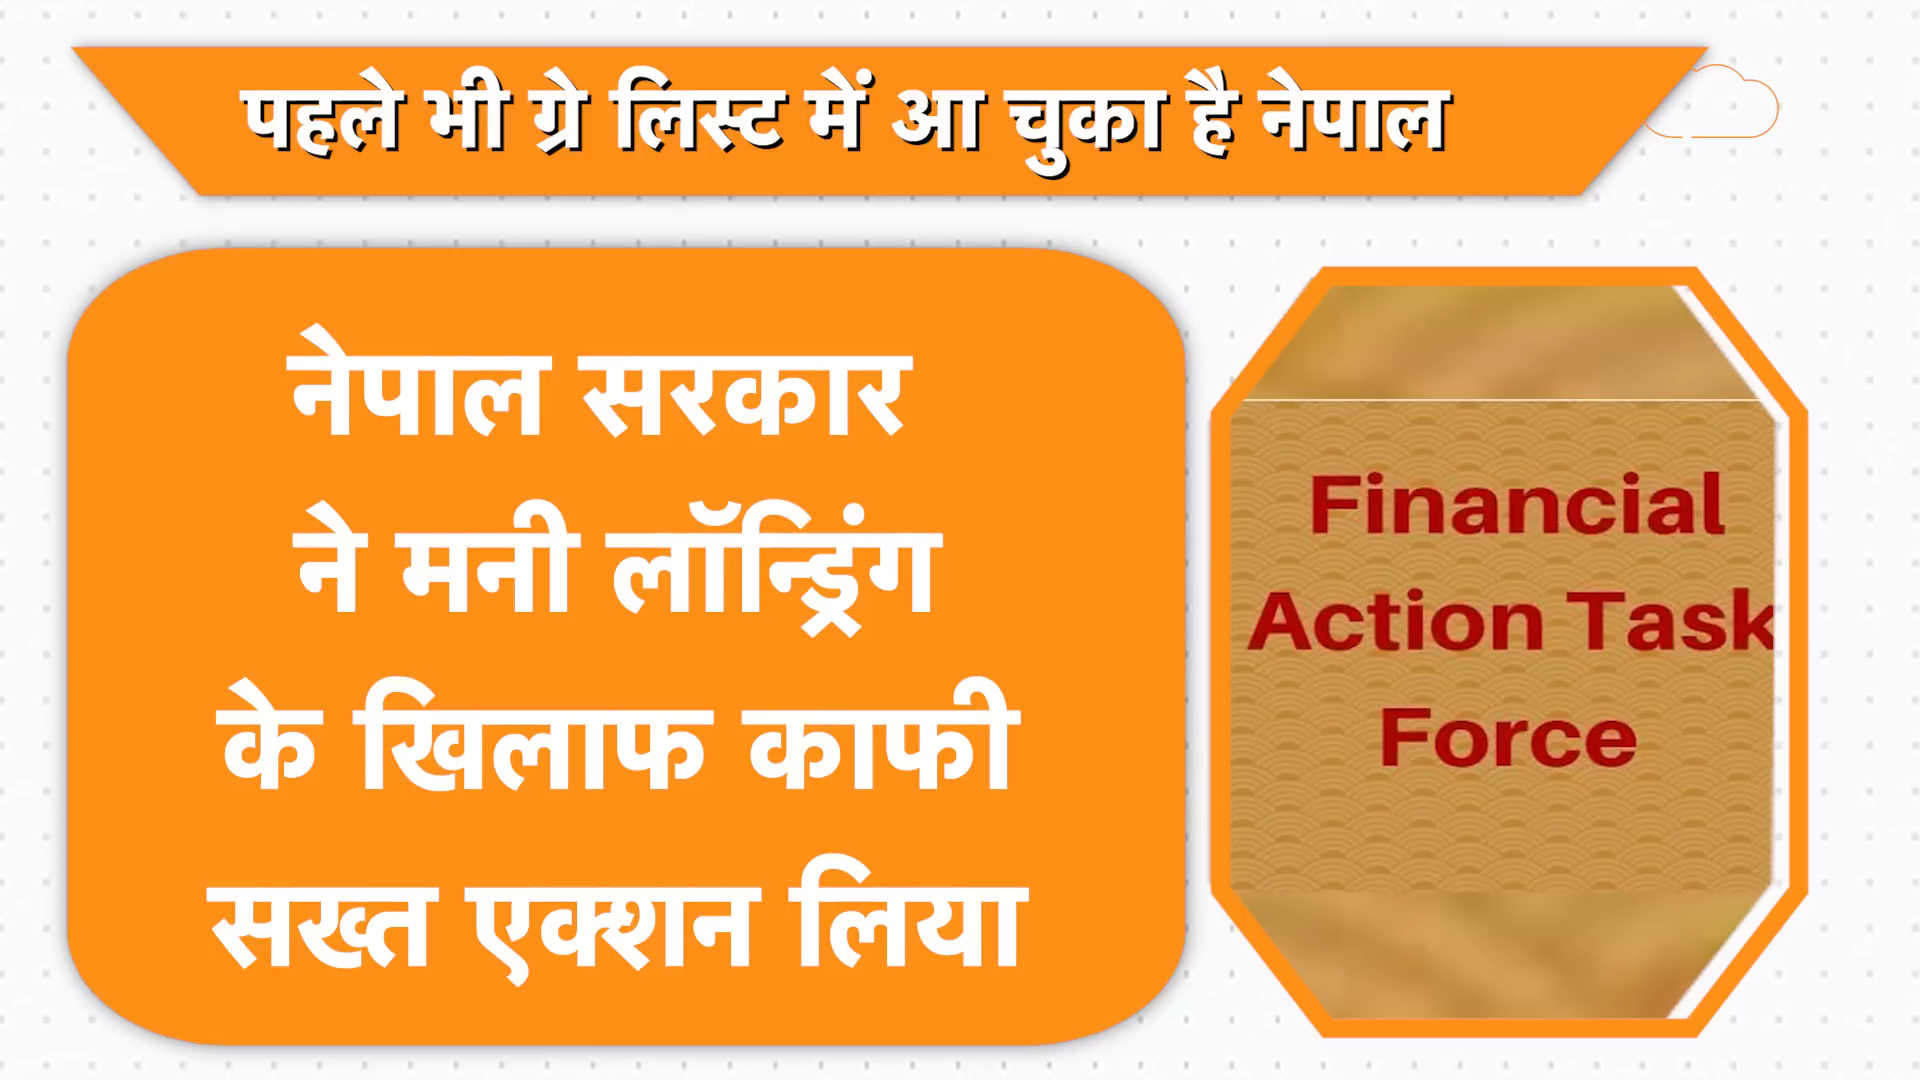 पहले भी ग्रे लिस्ट में आ चुका है नेपाल
नेपाल सरकार
ने मनी लॉन्ड्रिंग
के खिलाफ काफी
सख्त एक्शन लिया
Financial
Action Task
Force